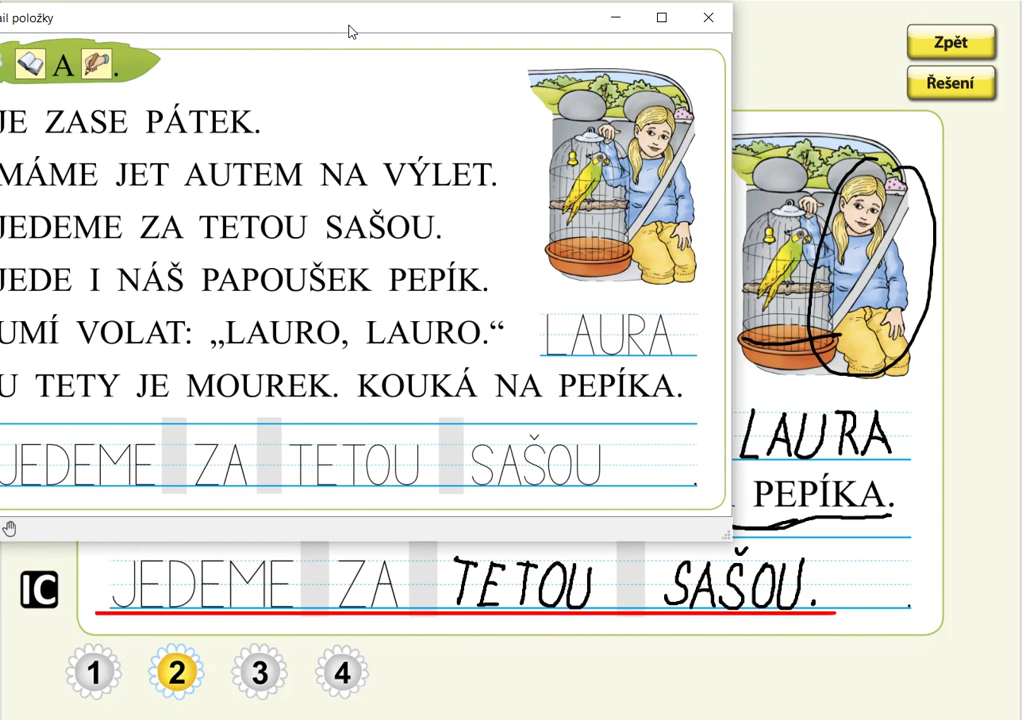 ail položky
Zpět
Řešení
A .
JE ZASE PÁTEK.
MÁME JET AUTEM NA VÝLET.
JEDEME ZA TETOU SAŠOU.
JEDE I NÁŠ PAPOUŠEK PEPÍK.
UMÍ VOLAT: „LAURO, LAURO.“
LAURA
U TETY JE MOUREK. KOUKÁ NA PEPÍKA.
JEDEME ZA TETOU SAŠOU .
LAURA
PEPÍKA.
IC
JEDEME ZA TETOU SAŠOU. .
1 2 3 4